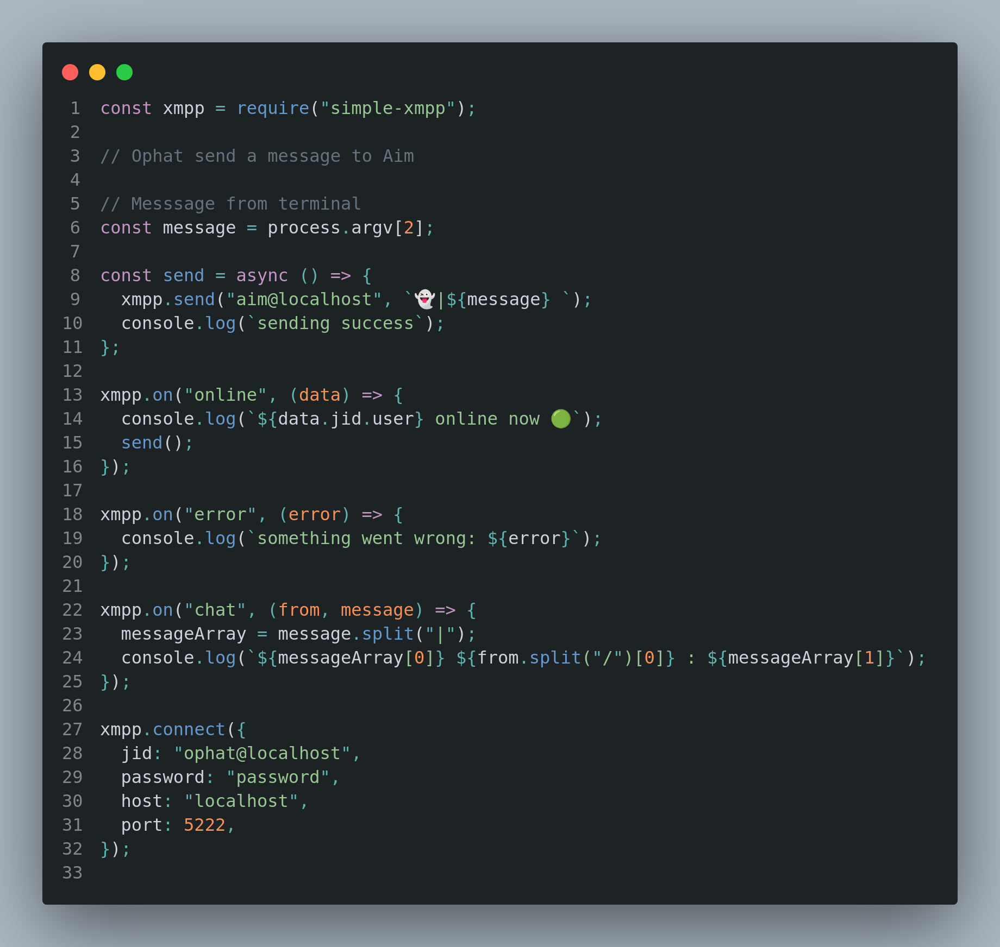 1 const xmpp = require("simple-xmpp");
2
3 // Ophat send a message to Aim
4
5 // Messsage from terminal
6 const message = process.argv[2];
7
8 const send = async () => {
9   xmpp.send("aim@localhost", `👻|${message} `);
10   console.log(`sending success`);
11 };
12
13 xmpp.on("online", (data) => {
14   console.log(`${data.jid.user} online now 🟢`);
15   send();
16 });
17
18 xmpp.on("error", (error) => {
19   console.log(`something went wrong: ${error}`);
20 });
21
22 xmpp.on("chat", (from, message) => {
23   messageArray = message.split("|");
24   console.log(`${messageArray[0]} ${from.split("/")[0]} : ${messageArray[1]}`);
25 });
26
27 xmpp.connect({
28   jid: "ophat@localhost",
29   password: "password",
30   host: "localhost",
31   port: 5222,
32 });
33